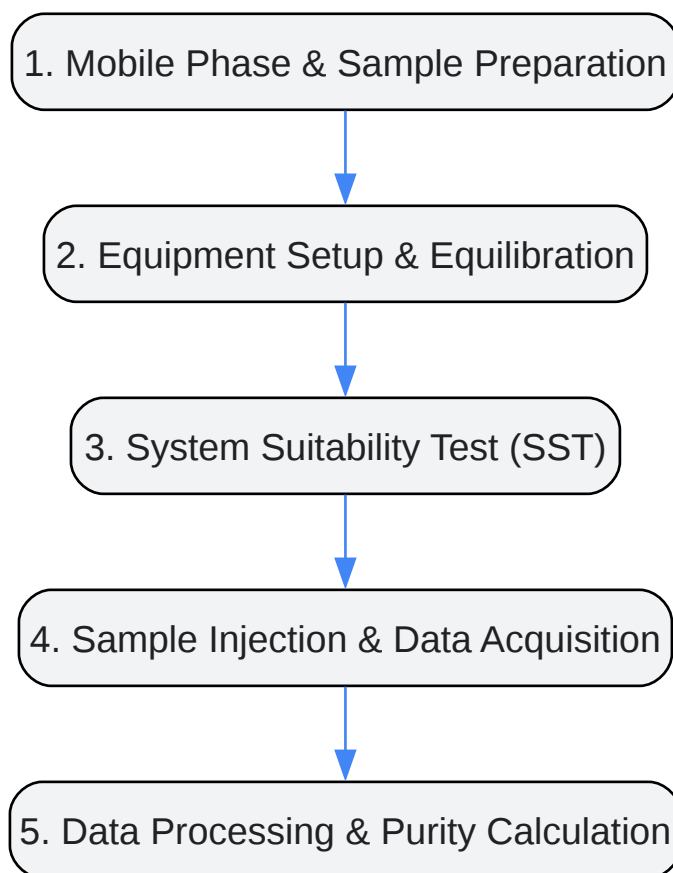 1. Mobile Phase & Sample Preparation
2. Equipment Setup & Equilibration
3. System Suitability Test (SST)
4. Sample Injection & Data Acquisition
5. Data Processing & Purity Calculation